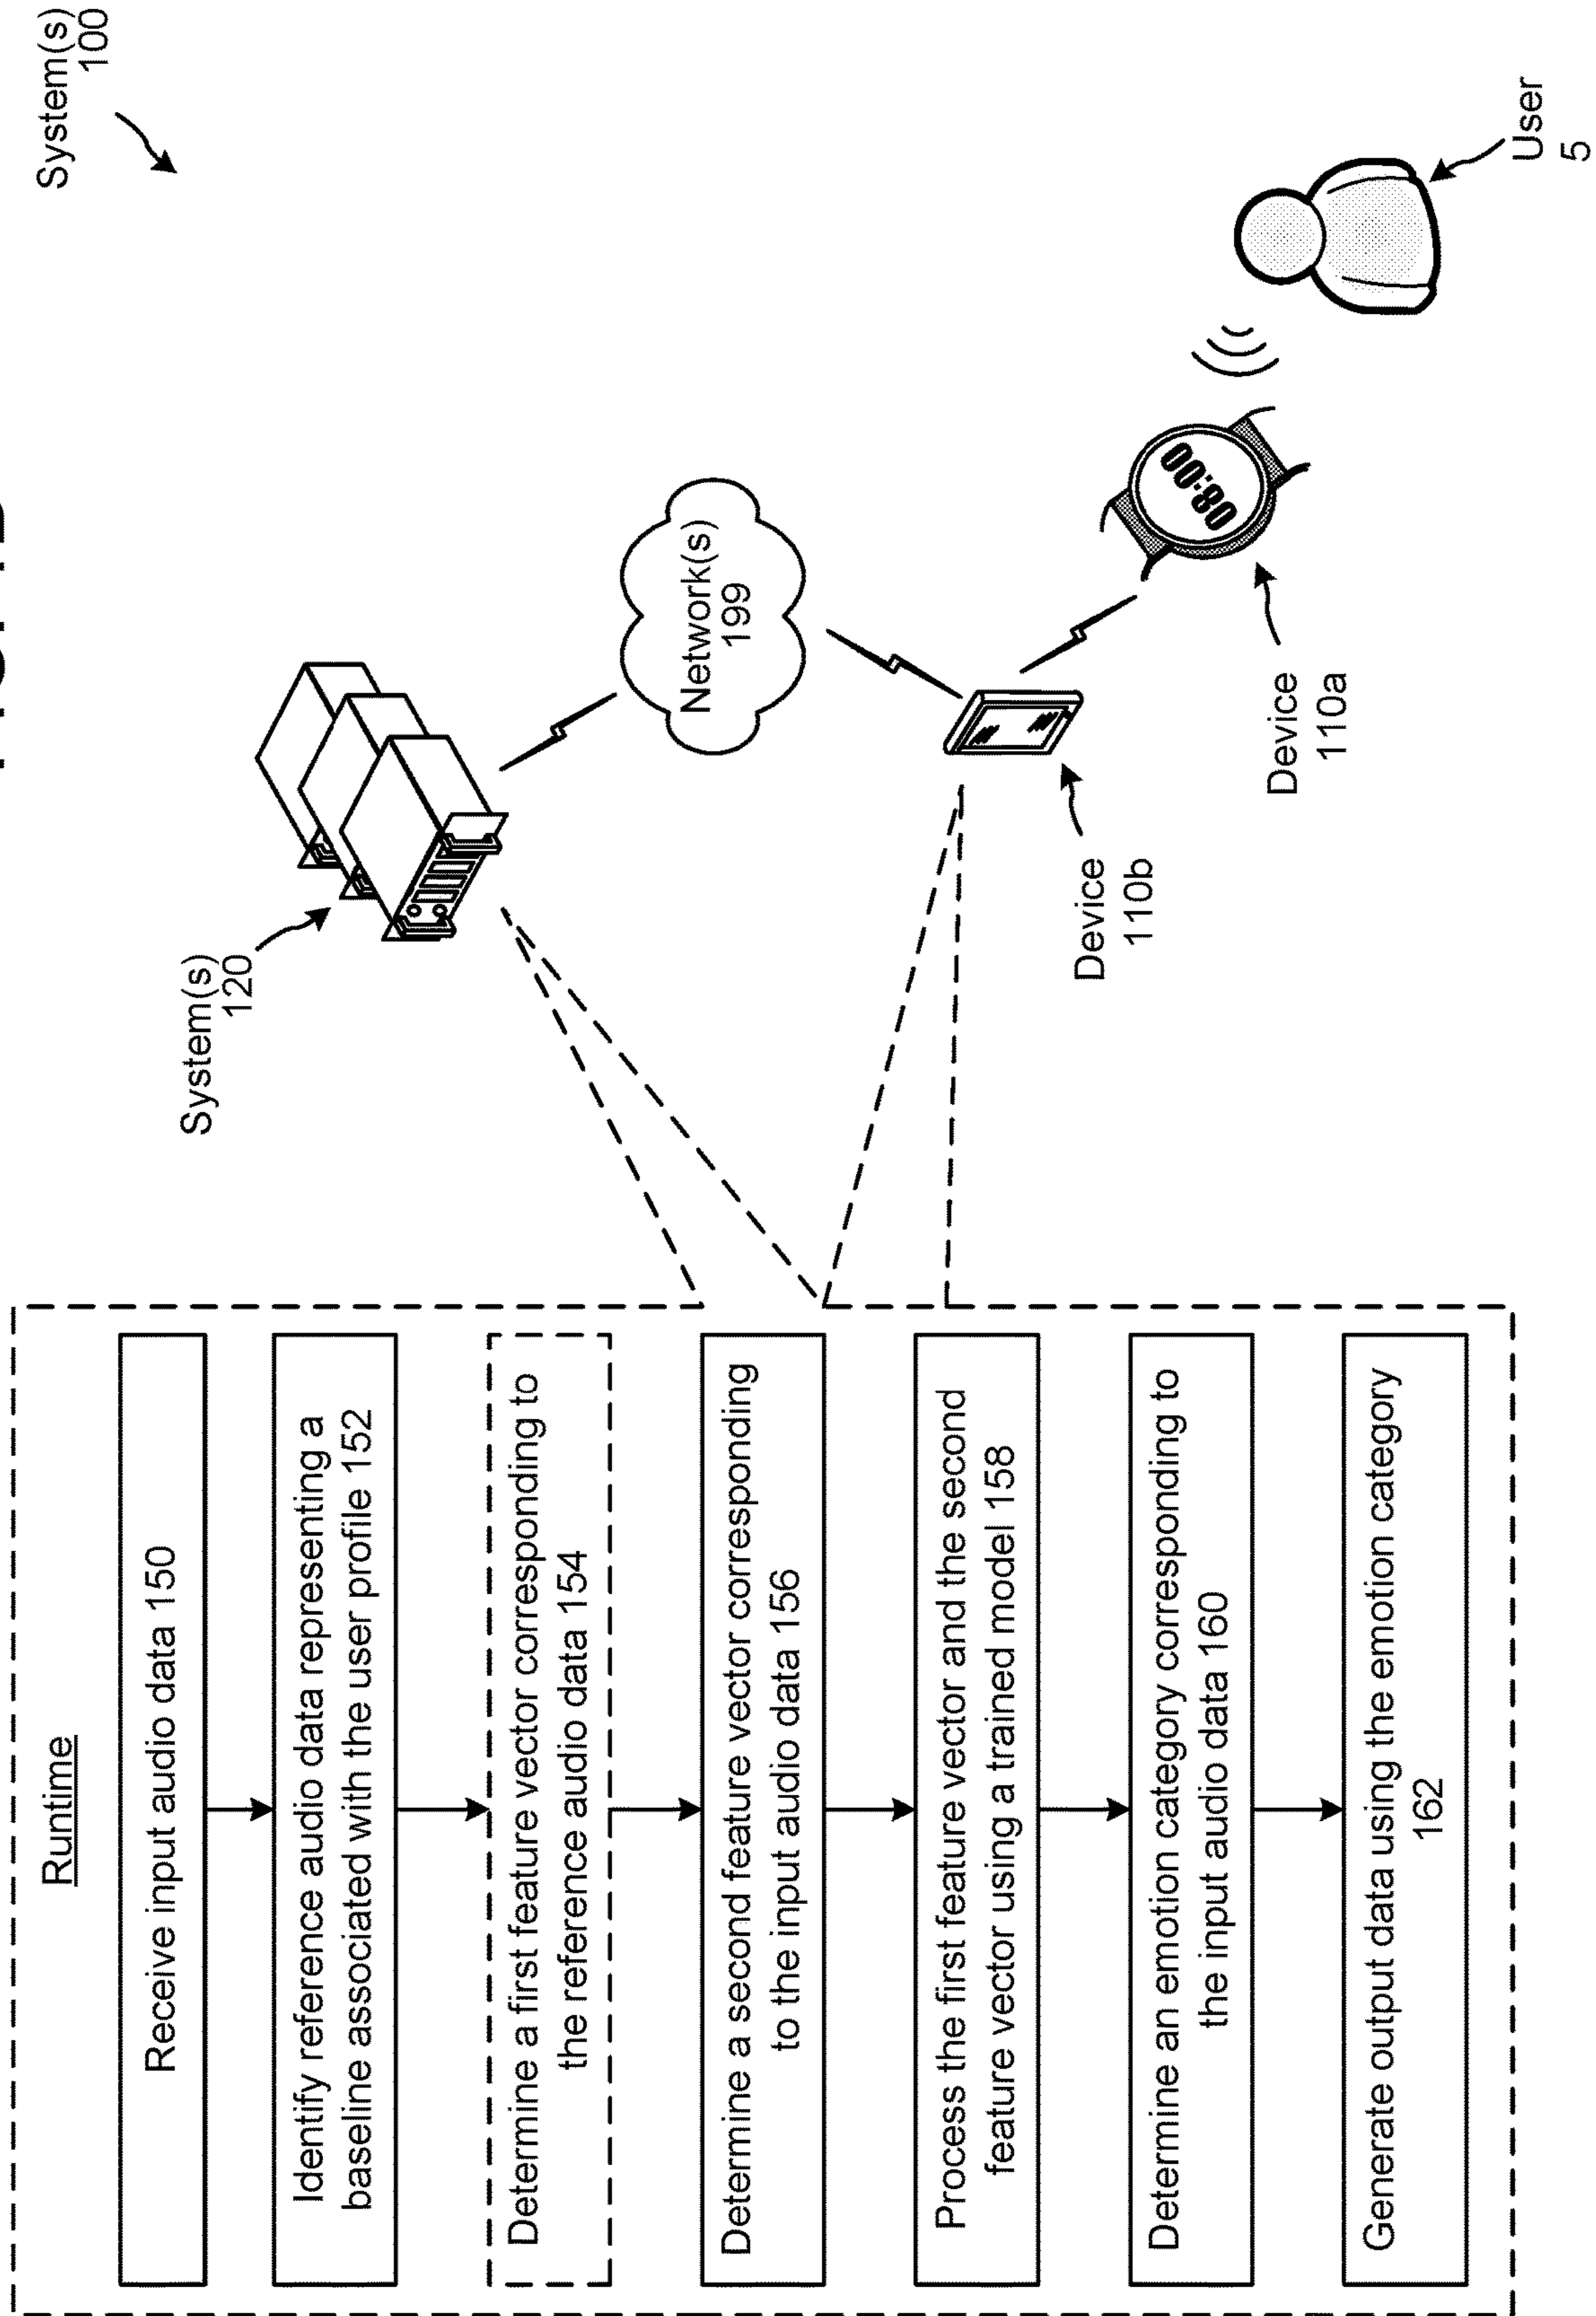 System(s)
100
Runtime
Receive input audio data 150
Identify reference audio data representing a
baseline associated with the user profile 152
Determine a first feature vector corresponding to
the reference audio data 154
Determine a second feature vector corresponding
to the input audio data 156
Process the first feature vector and the second
feature vector using a trained model 158
Determine an emotion category corresponding to
the input audio data 160
Generate output data using the emotion category
162
System(s)
120
Network(s)
199
Device
110b
Device
110a
08:00
User
5